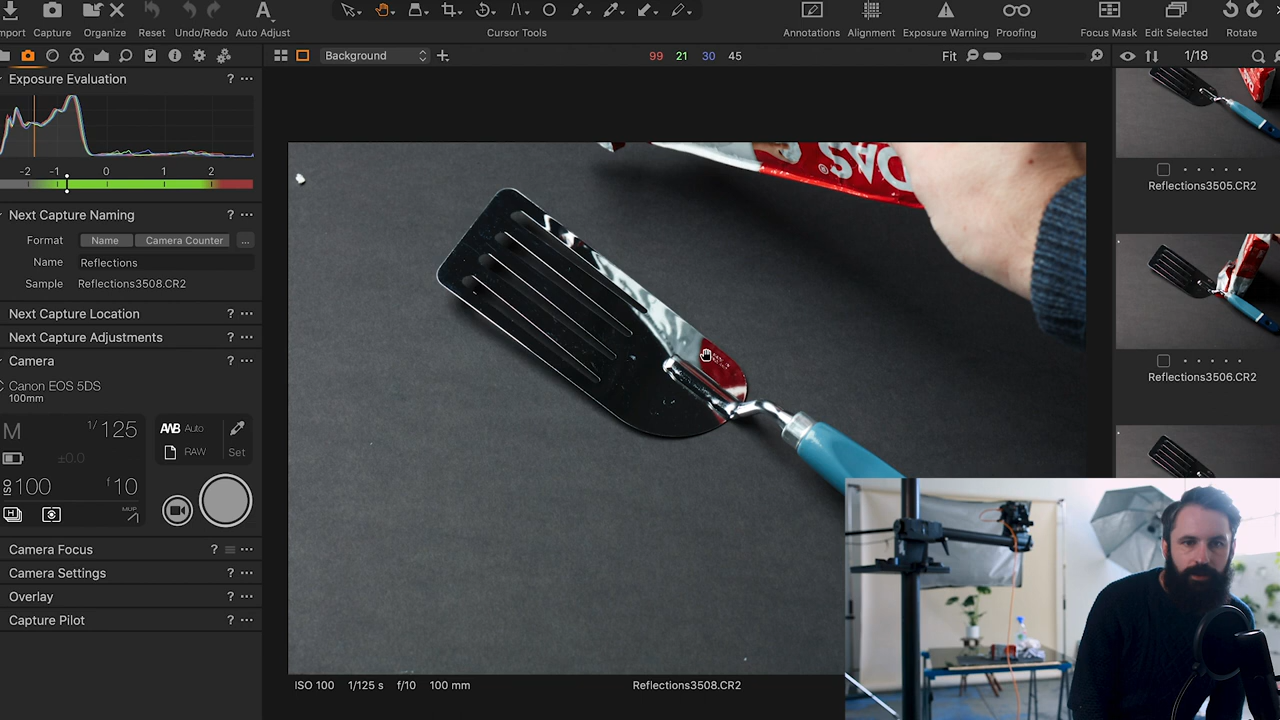 mport Capture Organize Reset Undo/Redo Auto Adjust Cursor Tools Annotations Alignment Exposure Warning Proofing Focus Mask Edit Selected Rotate
Background 99 21 30 45 Fit 1/18
Exposure Evaluation ? ...
-2 -1 0 1 2
Next Capture Naming ? ...
Format Name Camera Counter ...
Name Reflections
Sample Reflections3508.CR2
Next Capture Location ? ...
Next Capture Adjustments ? ...
Camera ? ...
Canon EOS 5DS
100mm
M 1/125
AWB Auto
±0.0
RAW Set
ISO 100 f10
H MUP
Camera Focus ? ...
Camera Settings ? ...
Overlay ? ...
Capture Pilot ? ...
OAS
ISO 100 1/125 s f/10 100 mm Reflections3508.CR2
Reflections3505.CR2
Reflections3506.CR2